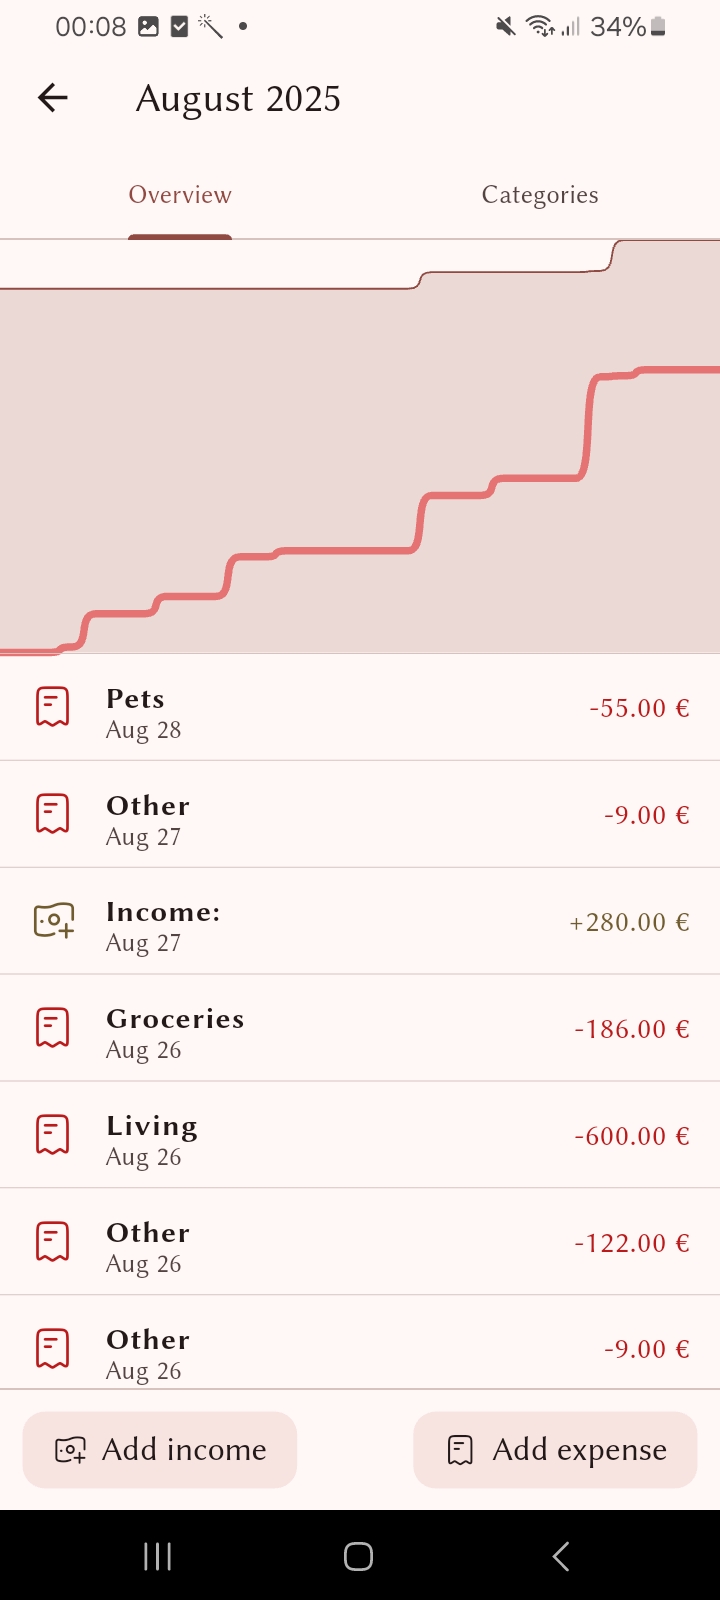 00:08
34%
August 2025
Overview
Categories
Pets
Aug 28
-55.00 €
Other
Aug 27
-9.00 €
Income:
Aug 27
+280.00 €
Groceries
Aug 26
-186.00 €
Living
Aug 26
-600.00 €
Other
Aug 26
-122.00 €
Other
Aug 26
-9.00 €
Add income
Add expense